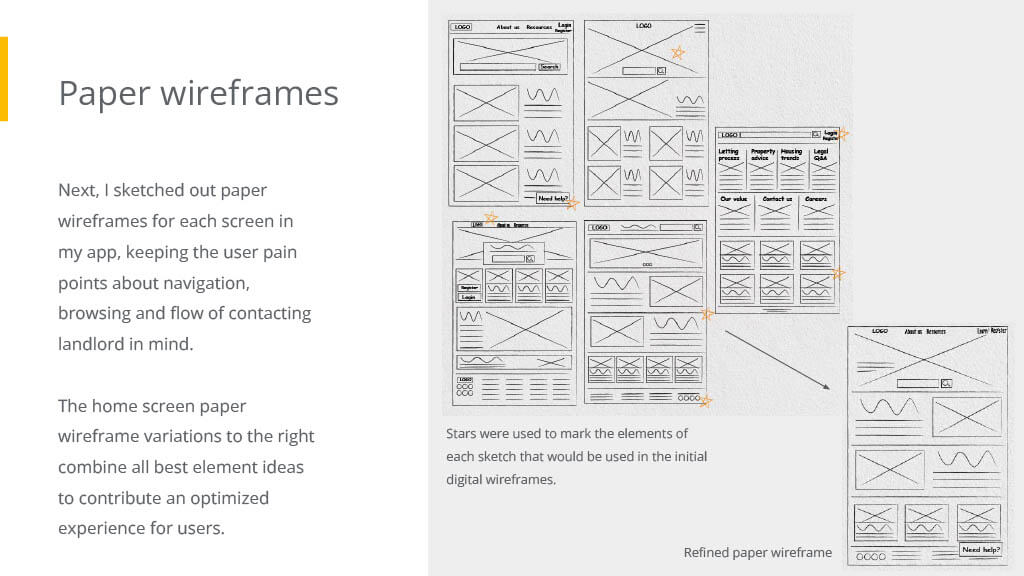 Paper wireframes
Next, I sketched out paper
wireframes for each screen in
my app, keeping the user pain
points about navigation,
browsing and flow of contacting
landlord in mind.
The home screen paper
wireframe variations to the right
combine all best element ideas
to contribute an optimized
experience for users.
LOGO About us Resources Login
Register
Search
Need help?
LOGO
LOGO Login
Register
Letting Property Housing Legal
process advice trends Q&A
Our value Contact us Careers
LOGO About us Resources
Register
Login
LOGO
LOGO
Stars were used to mark the elements of
each sketch that would be used in the initial
digital wireframes.
LOGO About us Resources Login/Register
Need help?
Refined paper wireframe